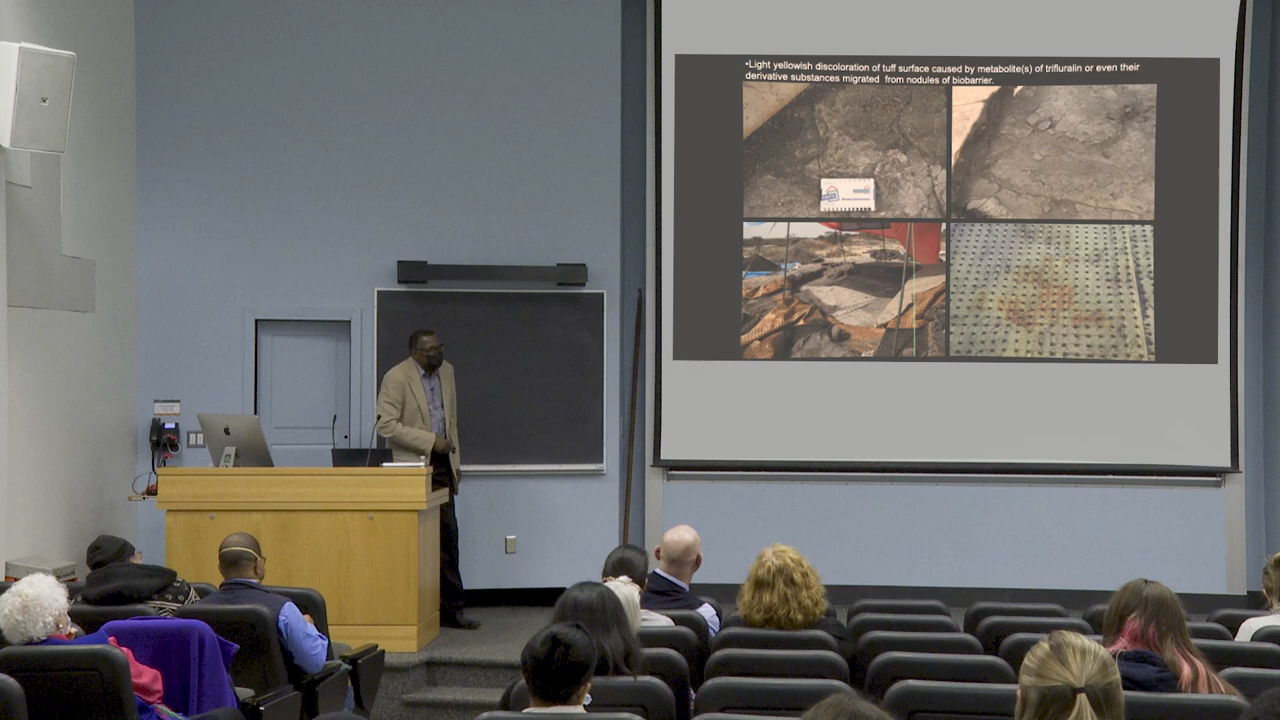 •Light yellowish discoloration of tuff surface caused by metabolite(s) of trifluralin or even their
derivative substances migrated from nodules of biobarrier.